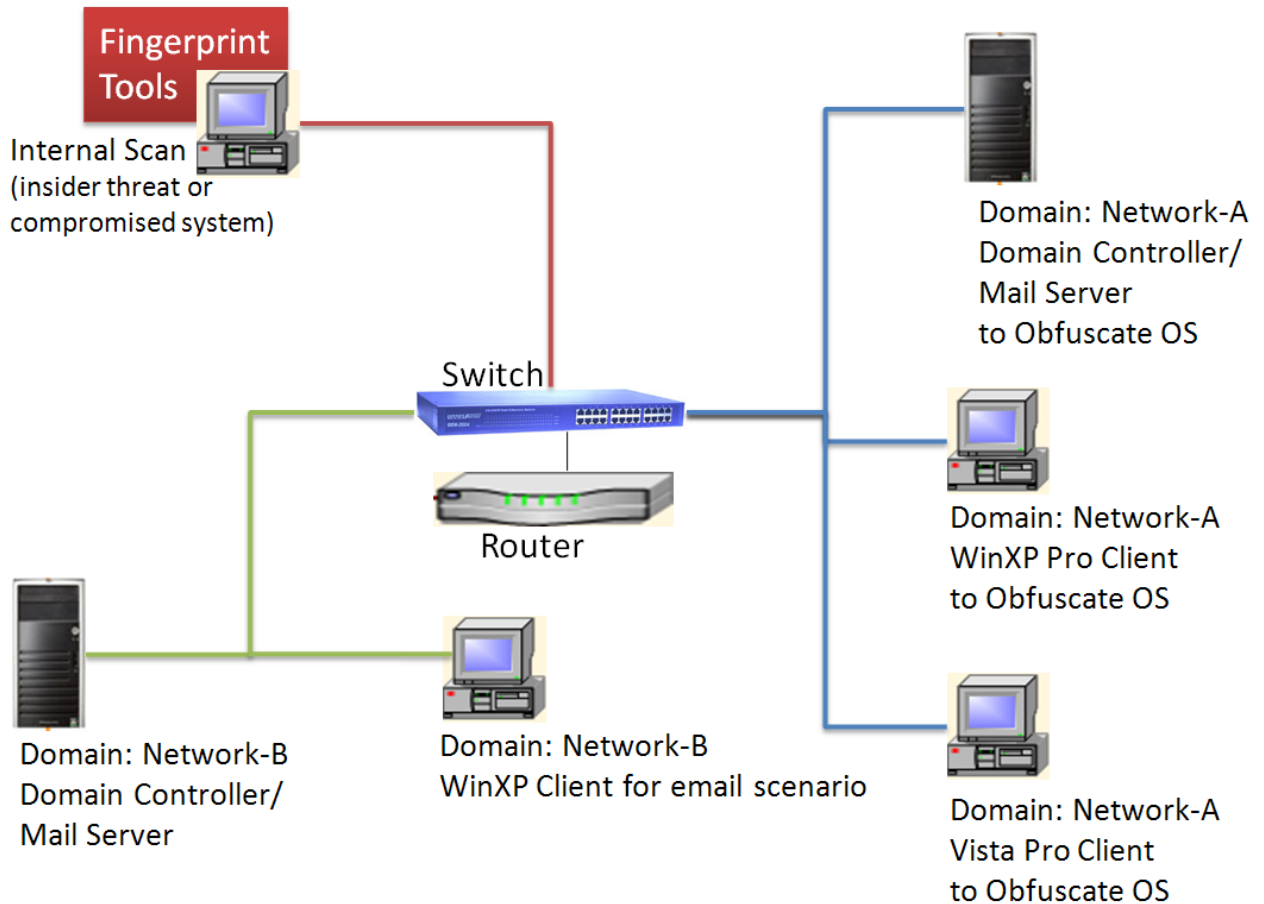 Fingerprint
Tools
Internal Scan
(insider threat or
compromised system)
Domain: Network-A
Domain Controller/
Mail Server
to Obfuscate OS
Switch
Router
Domain: Network-A
WinXP Pro Client
to Obfuscate OS
Domain: Network-B
Domain Controller/
Mail Server
Domain: Network-B
WinXP Client for email scenario
Domain: Network-A
Vista Pro Client
to Obfuscate OS